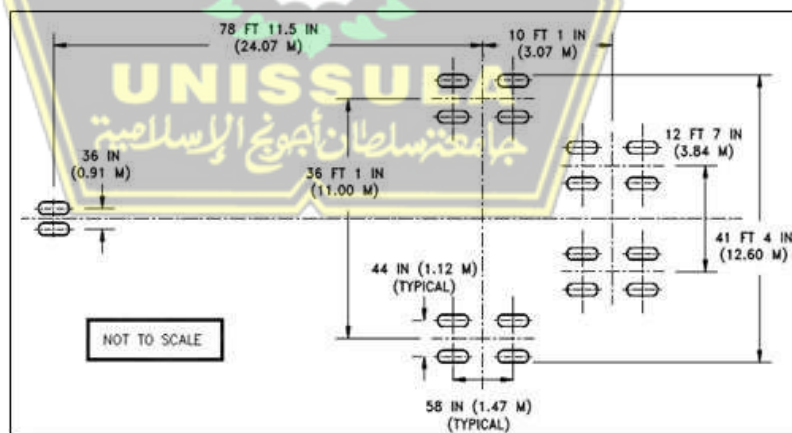 78 FT 11.5 IN
(24.07 M)
10 FT 1 IN
(3.07 M)
UNISSULA
جامعتسلطان أجونج الإسلامية
36 IN
(0.91 M)
36 FT 1 IN
(11.00 M)
12 FT 7 IN
(3.84 M)
41 FT 4 IN
(12.60 M)
44 IN (1.12 M)
(TYPICAL)
NOT TO SCALE
58 IN (1.47 M)
(TYPICAL)